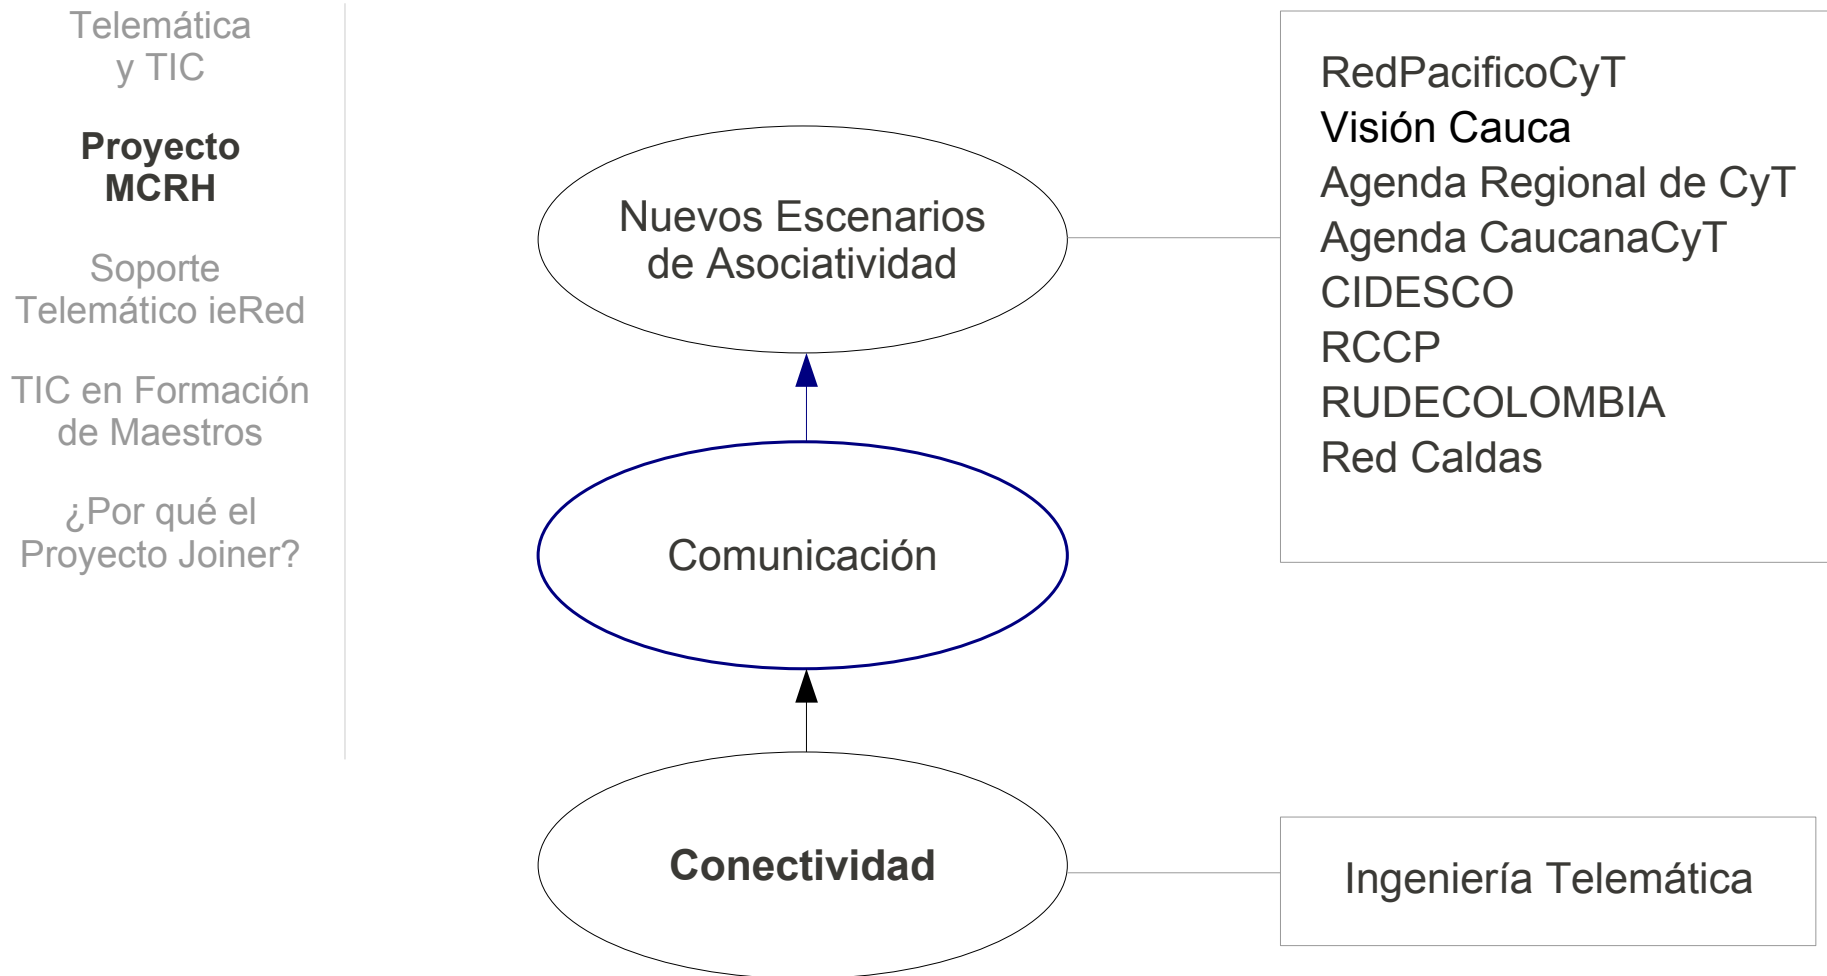 Telemática
y TIC
Proyecto
MCRH
Soporte
Telemático ieRed
TIC en Formación
de Maestros
¿Por qué el
Proyecto Joiner?
Nuevos Escenarios
de Asociatividad
Comunicación
Conectividad
RedPacificoCyT
Visión Cauca
Agenda Regional de CyT
Agenda CaucanaCyT
CIDESCO
RCCP
RUDECOLOMBIA
Red Caldas
Ingeniería Telemática